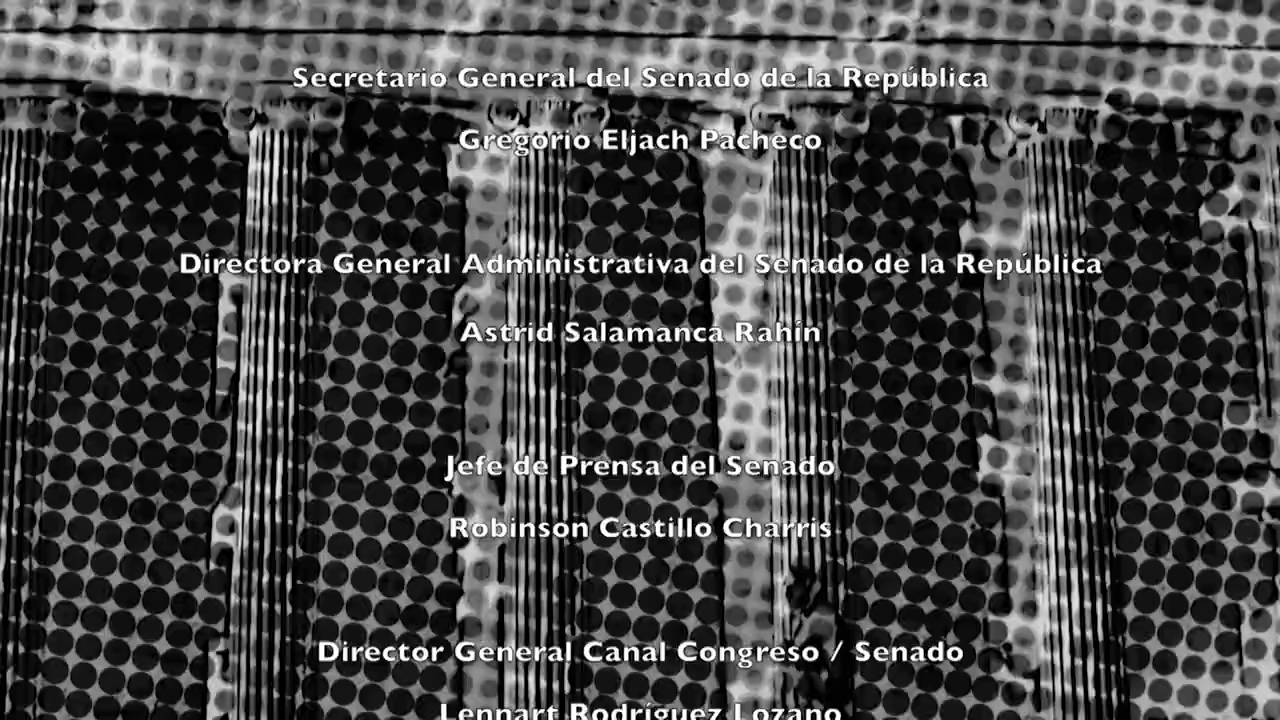 Secretario General del Senado de la República
Gregorio Eljach Pacheco
Directora General Administrativa del Senado de la República
Astrid Salamanca Rahín
Jefe de Prensa del Senado
Robinson Castillo Charris
Director General Canal Congreso / Senado
Lennart Rodríguez Lozano